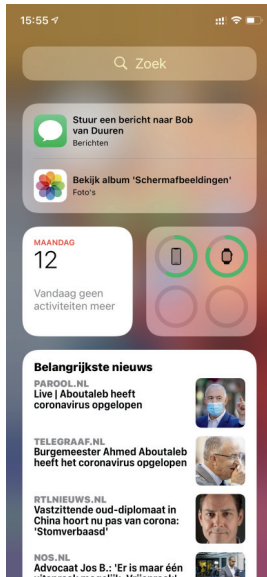 15:55
Zoek
Stuur een bericht naar Bob
van Duuren
Berichten
Bekijk album 'Schermafbeeldingen'
Foto's
MAANDAG
12
Vandaag geen
activiteiten meer
Belangrijkste nieuws
PAROOL.NL
Live | Aboutaleb heeft
coronavirus opgelopen
TELEGRAAF.NL
Burgemeester Ahmed Aboutaleb
heeft het coronavirus opgelopen
RTLNIEUWS.NL
Vastzittende oud-diplomaat in
China hoort nu pas van corona:
'Stomverbaasd'
NOS.NL
Advocaat Jos B.: 'Er is maar één
uitspraak mogelijk: Vrijspraak!